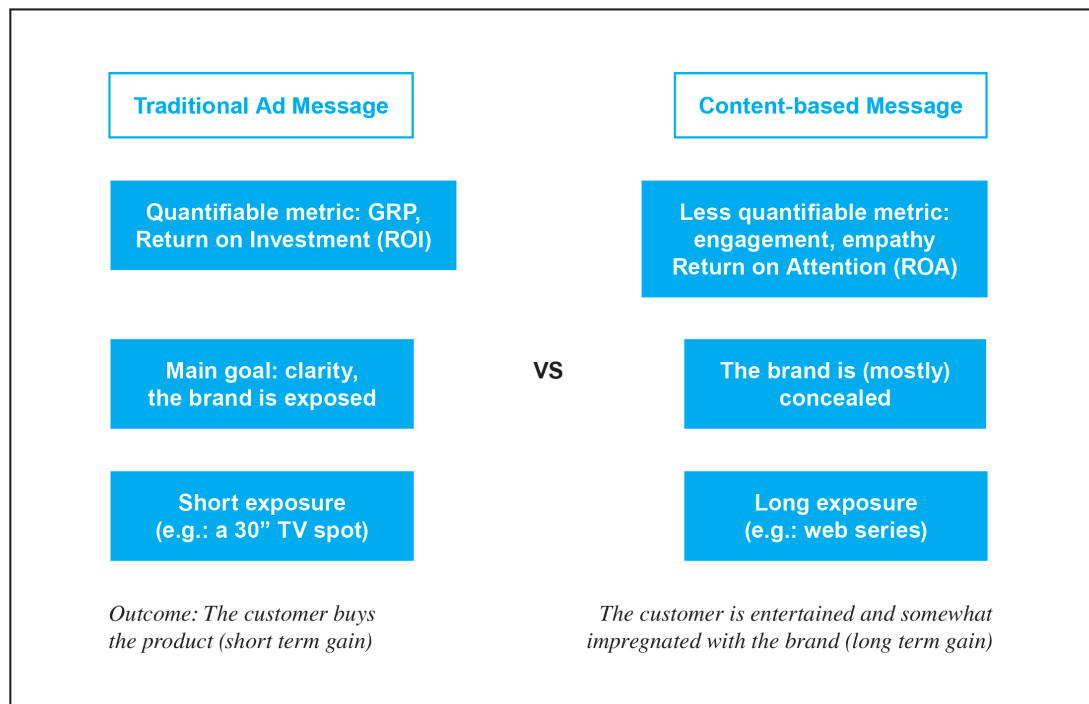 Traditional Ad Message
Quantifiable metric: GRP,
Return on Investment (ROI)
Main goal: clarity,
the brand is exposed
Short exposure
(e.g.: a 30” TV spot)
Outcome: The customer buys
the product (short term gain)
VS
Content-based Message
Less quantifiable metric:
engagement, empathy
Return on Attention (ROA)
The brand is (mostly)
concealed
Long exposure
(e.g.: web series)
The customer is entertained and somewhat
impregnated with the brand (long term gain)